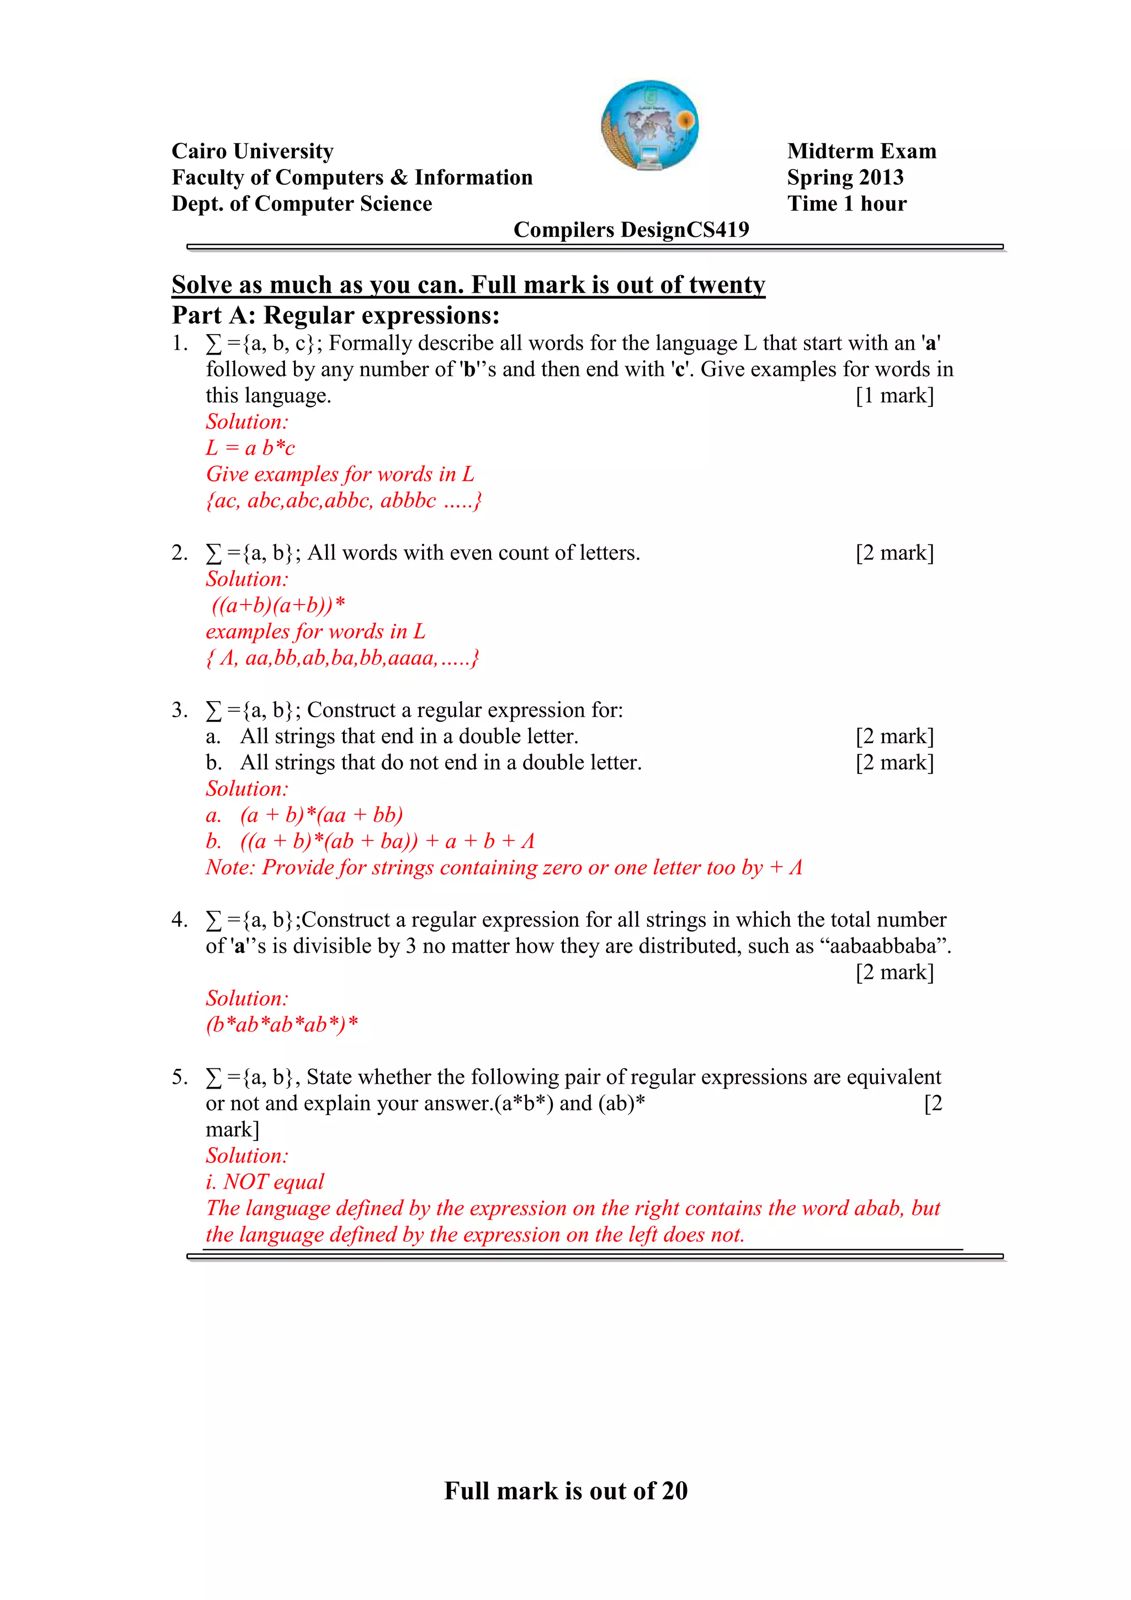 Cairo University
Faculty of Computers & Information
Dept. of Computer Science
Midterm Exam
Spring 2013
Time 1 hour
Compilers DesignCS419
Solve as much as you can. Full mark is out of twenty
Part A: Regular expressions:
1. ∑ ={a, b, c}; Formally describe all words for the language L that start with an 'a'
followed by any number of 'b'’s and then end with 'c'. Give examples for words in
this language. [1 mark]
Solution:
L = a b*c
Give examples for words in L
{ac, abc,abc,abbc, abbbc …..}
2. ∑ ={a, b}; All words with even count of letters. [2 mark]
Solution:
((a+b)(a+b))*
examples for words in L
{ Λ, aa,bb,ab,ba,bb,aaaa,…..}
3. ∑ ={a, b}; Construct a regular expression for:
a. All strings that end in a double letter. [2 mark]
b. All strings that do not end in a double letter. [2 mark]
Solution:
a. (a + b)*(aa + bb)
b. ((a + b)*(ab + ba)) + a + b + Λ
Note: Provide for strings containing zero or one letter too by + Λ
4. ∑ ={a, b};Construct a regular expression for all strings in which the total number
of 'a'’s is divisible by 3 no matter how they are distributed, such as “aabaabbaba”.
[2 mark]
Solution:
(b*ab*ab*ab*)*
5. ∑ ={a, b}, State whether the following pair of regular expressions are equivalent
or not and explain your answer.(a*b*) and (ab)* [2
mark]
Solution:
i. NOT equal
The language defined by the expression on the right contains the word abab, but
the language defined by the expression on the left does not.
Full mark is out of 20